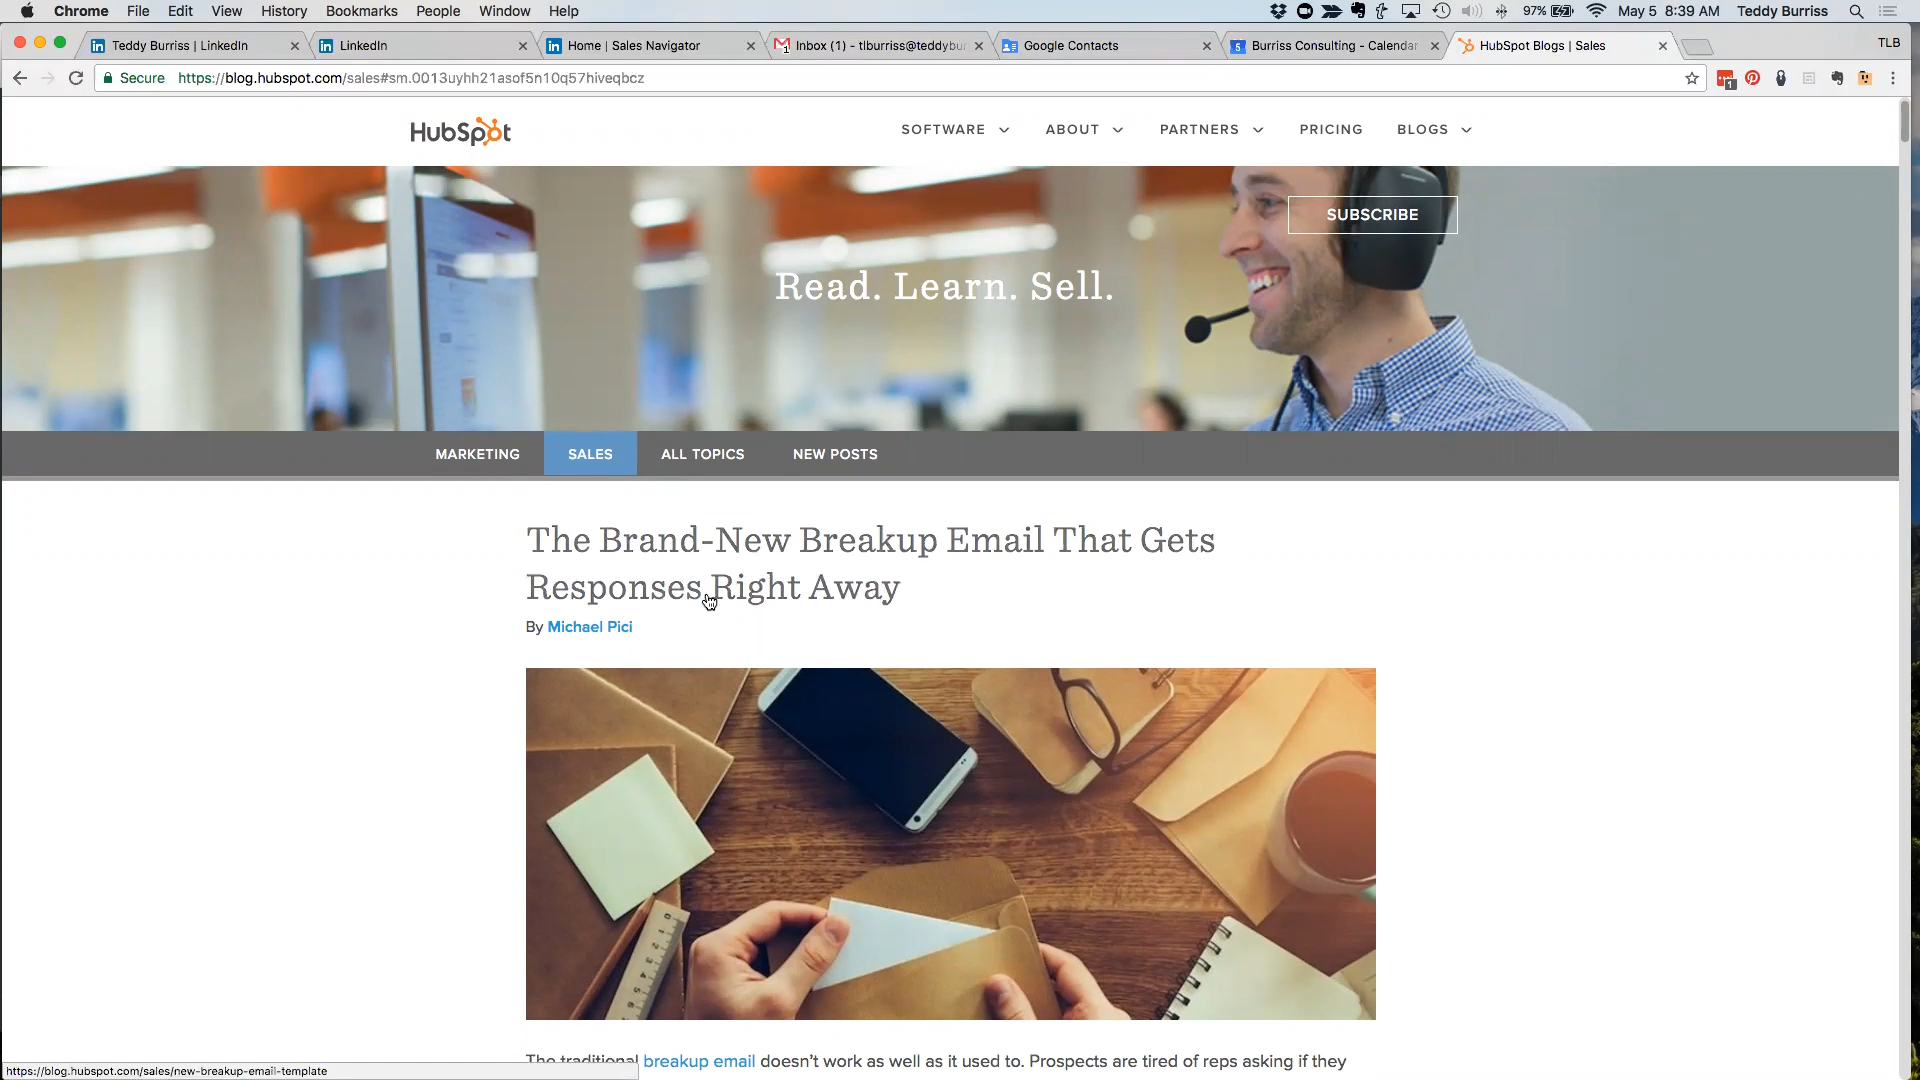 Chrome File Edit View History Bookmarks People Window Help 97% May 5 8:39 AM Teddy Burriss
Teddy Burriss | LinkedIn LinkedIn Home | Sales Navigator Inbox (1) - tlburriss@teddybur Google Contacts Burriss Consulting - Calendar HubSpot Blogs | Sales TLB
Secure https://blog.hubspot.com/sales#sm.0013uyhh21asof5n10q57hiveqbcz 1
HubSpot SOFTWARE ABOUT PARTNERS PRICING BLOGS
SUBSCRIBE
Read. Learn. Sell.
MARKETING SALES ALL TOPICS NEW POSTS
The Brand-New Breakup Email That Gets
Responses Right Away
By Michael Pici
The traditional breakup email doesn't work as well as it used to. Prospects are tired of reps asking if they
https://blog.hubspot.com/sales/new-breakup-email-template